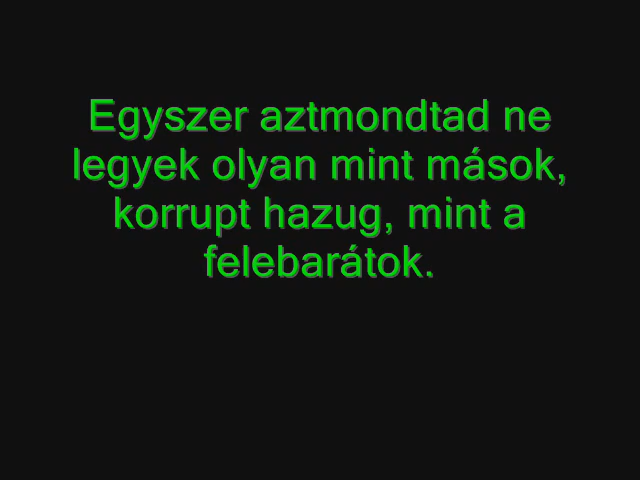 Egyszer aztmondtad ne
legyek olyan mint mások,
korrupt hazug, mint a
felebarátok.